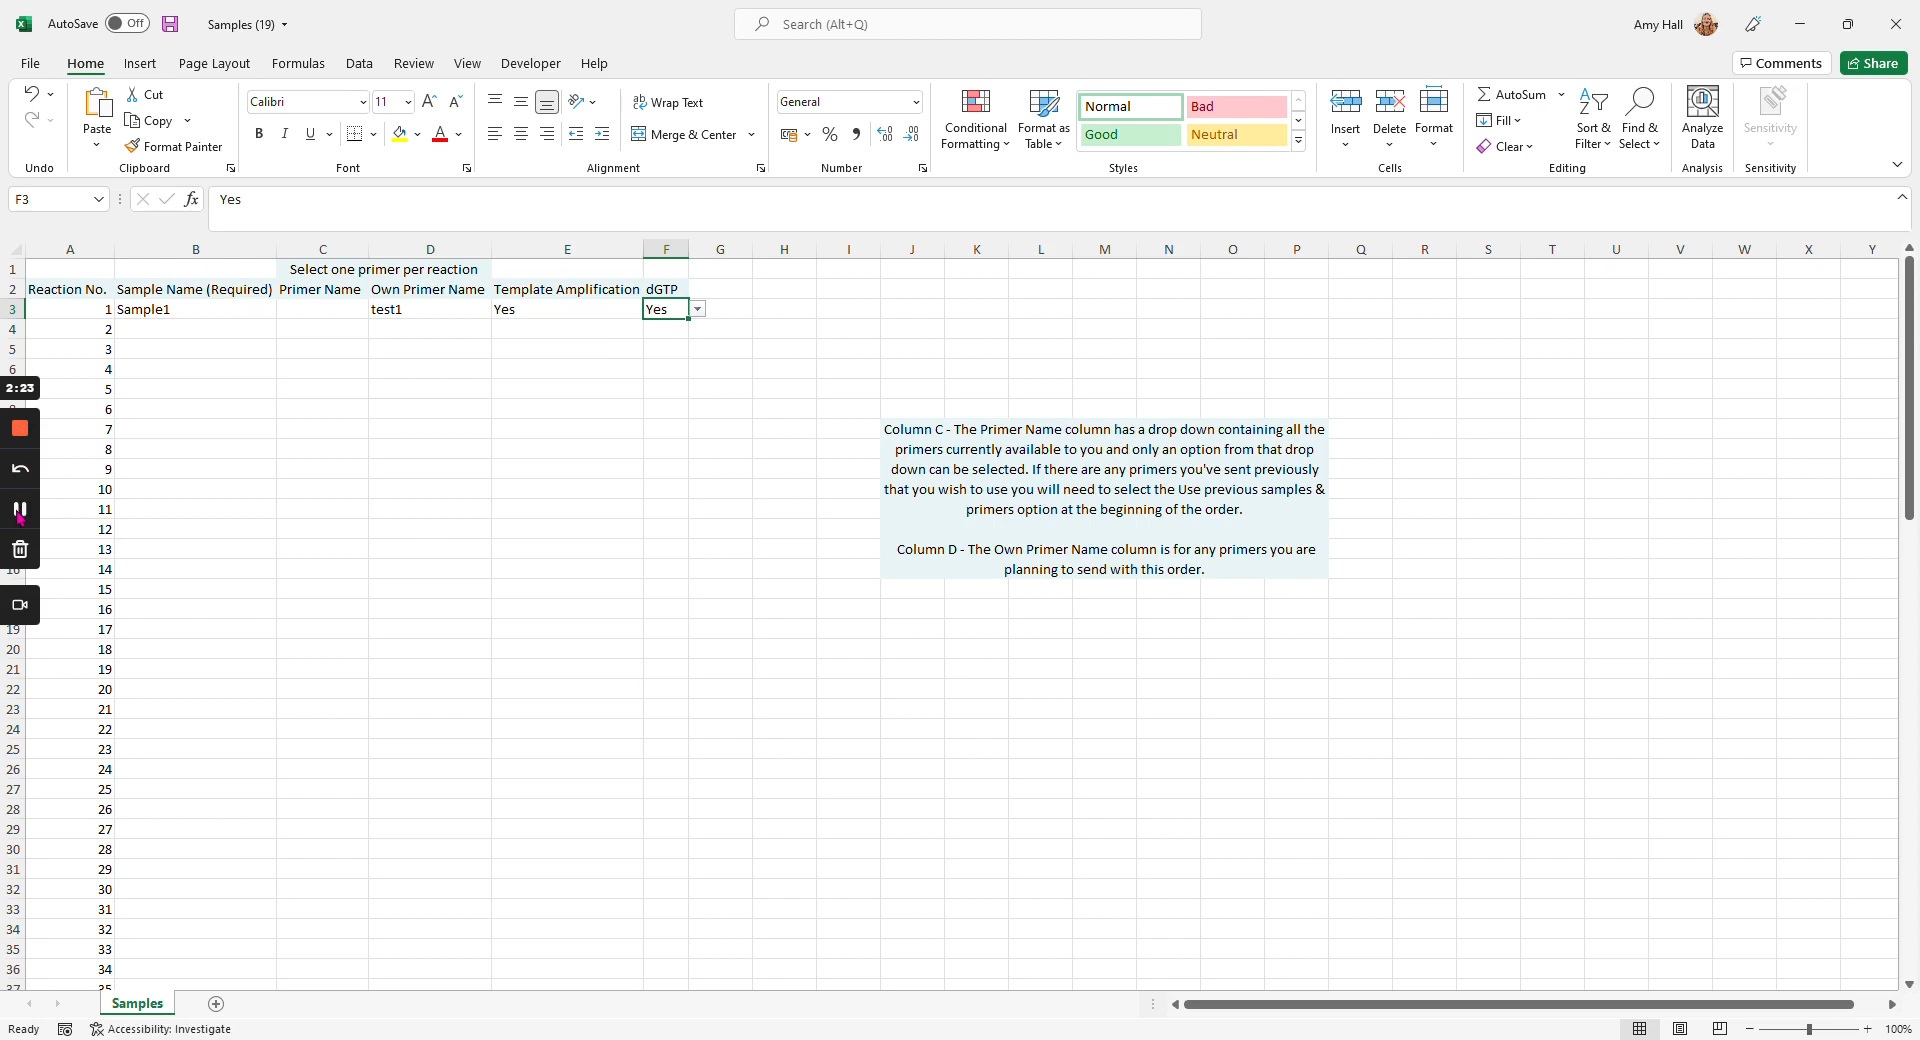 AutoSave Off Samples (19) Search (Alt+Q) Amy Hall
File Home Insert Page Layout Formulas Data Review View Developer Help Comments Share
Cut Calibri 11 Wrap Text General Normal Bad AutoSum
Paste Copy Conditional Format as Insert Delete Format Fill Sort & Find & Analyze Sensitivity
Format Painter B I U Merge & Center % Formatting Table Good Neutral Clear Filter Select Data
Undo Clipboard Font Alignment Number Styles Cells Editing Analysis Sensitivity
F3 fx Yes
A B C D E F G H I J K L M N O P Q R S T U V W X Y
1 Select one primer per reaction
2 Reaction No. Sample Name (Required) Primer Name Own Primer Name Template Amplification dGTP
3 1 Sample1 test1 Yes Yes
4 2
5 3
6 4
2:23 5
6
7 Column C - The Primer Name column has a drop down containing all the
8 primers currently available to you and only an option from that drop
9 down can be selected. If there are any primers you've sent previously
10 that you wish to use you will need to select the Use previous samples &
11 primers option at the beginning of the order.
12
13 Column D - The Own Primer Name column is for any primers you are
16 14 planning to send with this order.
15
16
19 17
20 18
21 19
22 20
23 21
24 22
25 23
26 24
27 25
28 26
29 27
30 28
31 29
32 30
33 31
34 32
35 33
36 34
37 35
Samples
Ready Accessibility: Investigate 100%